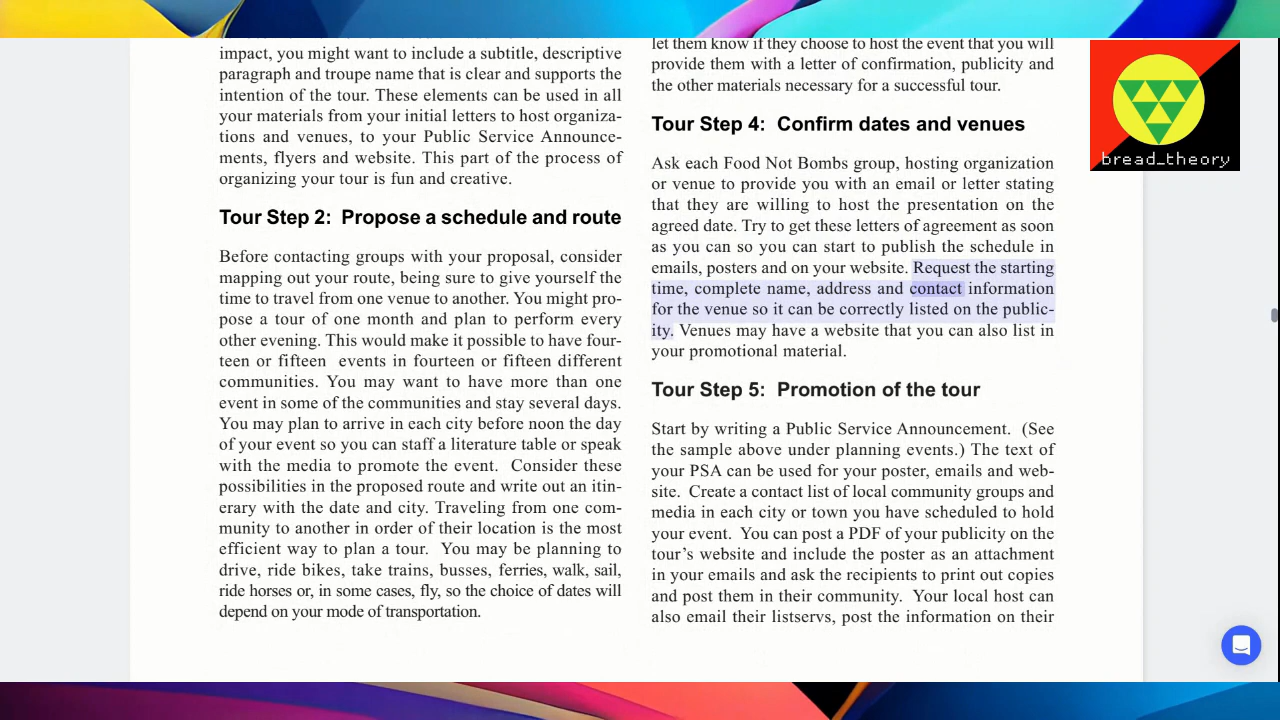 impact, you might want to include a subtitle, descriptive
paragraph and troupe name that is clear and supports the
intention of the tour. These elements can be used in all
your materials from your initial letters to host organiza-
tions and venues, to your Public Service Announce-
ments, flyers and website. This part of the process of
organizing your tour is fun and creative.
Tour Step 2: Propose a schedule and route
Before contacting groups with your proposal, consider
mapping out your route, being sure to give yourself the
time to travel from one venue to another. You might pro-
pose a tour of one month and plan to perform every
other evening. This would make it possible to have four-
teen or fifteen events in fourteen or fifteen different
communities. You may want to have more than one
event in some of the communities and stay several days.
You may plan to arrive in each city before noon the day
of your event so you can staff a literature table or speak
with the media to promote the event. Consider these
possibilities in the proposed route and write out an itin-
erary with the date and city. Traveling from one com-
munity to another in order of their location is the most
efficient way to plan a tour. You may be planning to
drive, ride bikes, take trains, busses, ferries, walk, sail,
ride horses or, in some cases, fly, so the choice of dates will
depend on your mode of transportation.
let them know if they choose to host the event that you will
provide them with a letter of confirmation, publicity and
the other materials necessary for a successful tour.
Tour Step 4: Confirm dates and venues
Ask each Food Not Bombs group, hosting organization
or venue to provide you with an email or letter stating
that they are willing to host the presentation on the
agreed date. Try to get these letters of agreement as soon
as you can so you can start to publish the schedule in
emails, posters and on your website. Request the starting
time, complete name, address and contact information
for the venue so it can be correctly listed on the public-
ity. Venues may have a website that you can also list in
your promotional material.
Tour Step 5: Promotion of the tour
Start by writing a Public Service Announcement. (See
the sample above under planning events.) The text of
your PSA can be used for your poster, emails and web-
site. Create a contact list of local community groups and
media in each city or town you have scheduled to hold
your event. You can post a PDF of your publicity on the
tour's website and include the poster as an attachment
in your emails and ask the recipients to print out copies
and post them in their community. Your local host can
also email their listservs, post the information on their
bread_theory